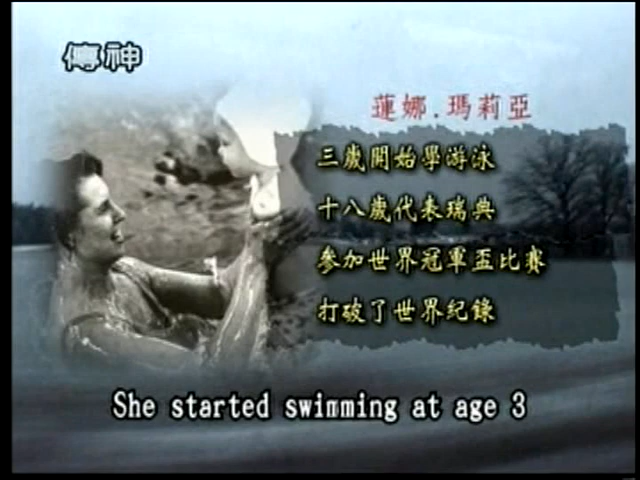 傳神
蓮娜.瑪莉亞
三歲開始學游泳
十八歲代表瑞典
參加世界冠軍盃比賽
打破了世界紀錄
She started swimming at age 3